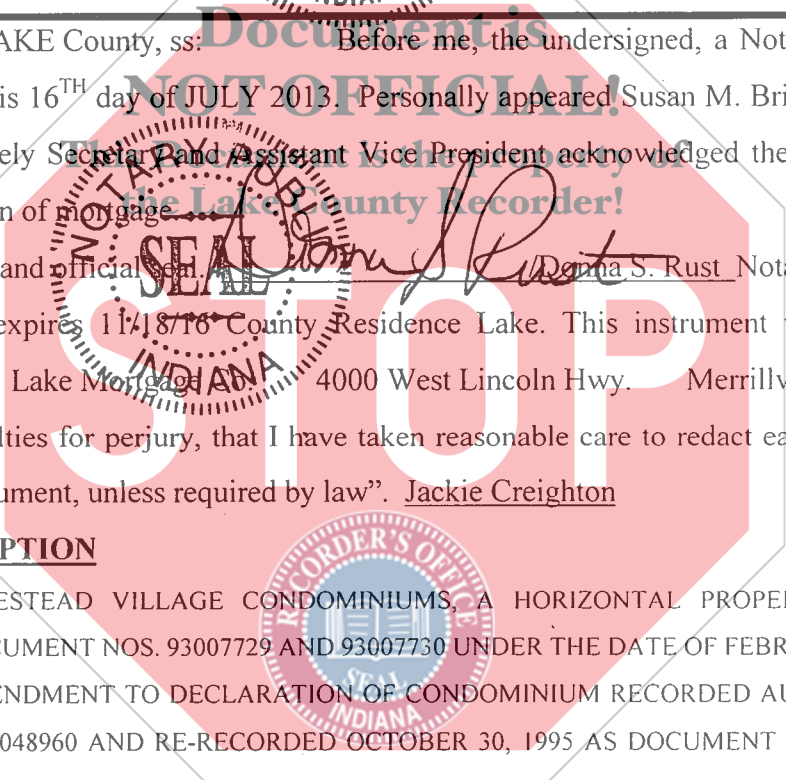 INDIAN
AKE County, ss: Before me, the undersigned, a Not
Document is
is 16TH day of JULY 2013. Personally appeared Susan M. Bri
NOT OFFICIAL!
ely Secretary and Assistant Vice President acknowledged the
This Document is the property of
n of mortgage
the Lake County Recorder!
and official seal. Donna S Rust /Donna S. Rust Nota
NOTARY PUBLIC
SEAL
INDIANA
expires 11/18/16 County Residence Lake. This instrument
STOP
Lake Mortgage Co. 4000 West Lincoln Hwy. Merrillv
lties for perjury, that I have taken reasonable care to redact ea
ument, unless required by law”. Jackie Creighton
PTION
RECORDER'S OFFICE
SEAL
INDIANA
ESTEAD VILLAGE CONDOMINIUMS, A HORIZONTAL PROPE
CUMENT NOS. 93007729 AND 93007730 UNDER THE DATE OF FEBR
ENDMENT TO DECLARATION OF CONDOMINIUM RECORDED AU
048960 AND RE-RECORDED OCTOBER 30, 1995 AS DOCUMENT